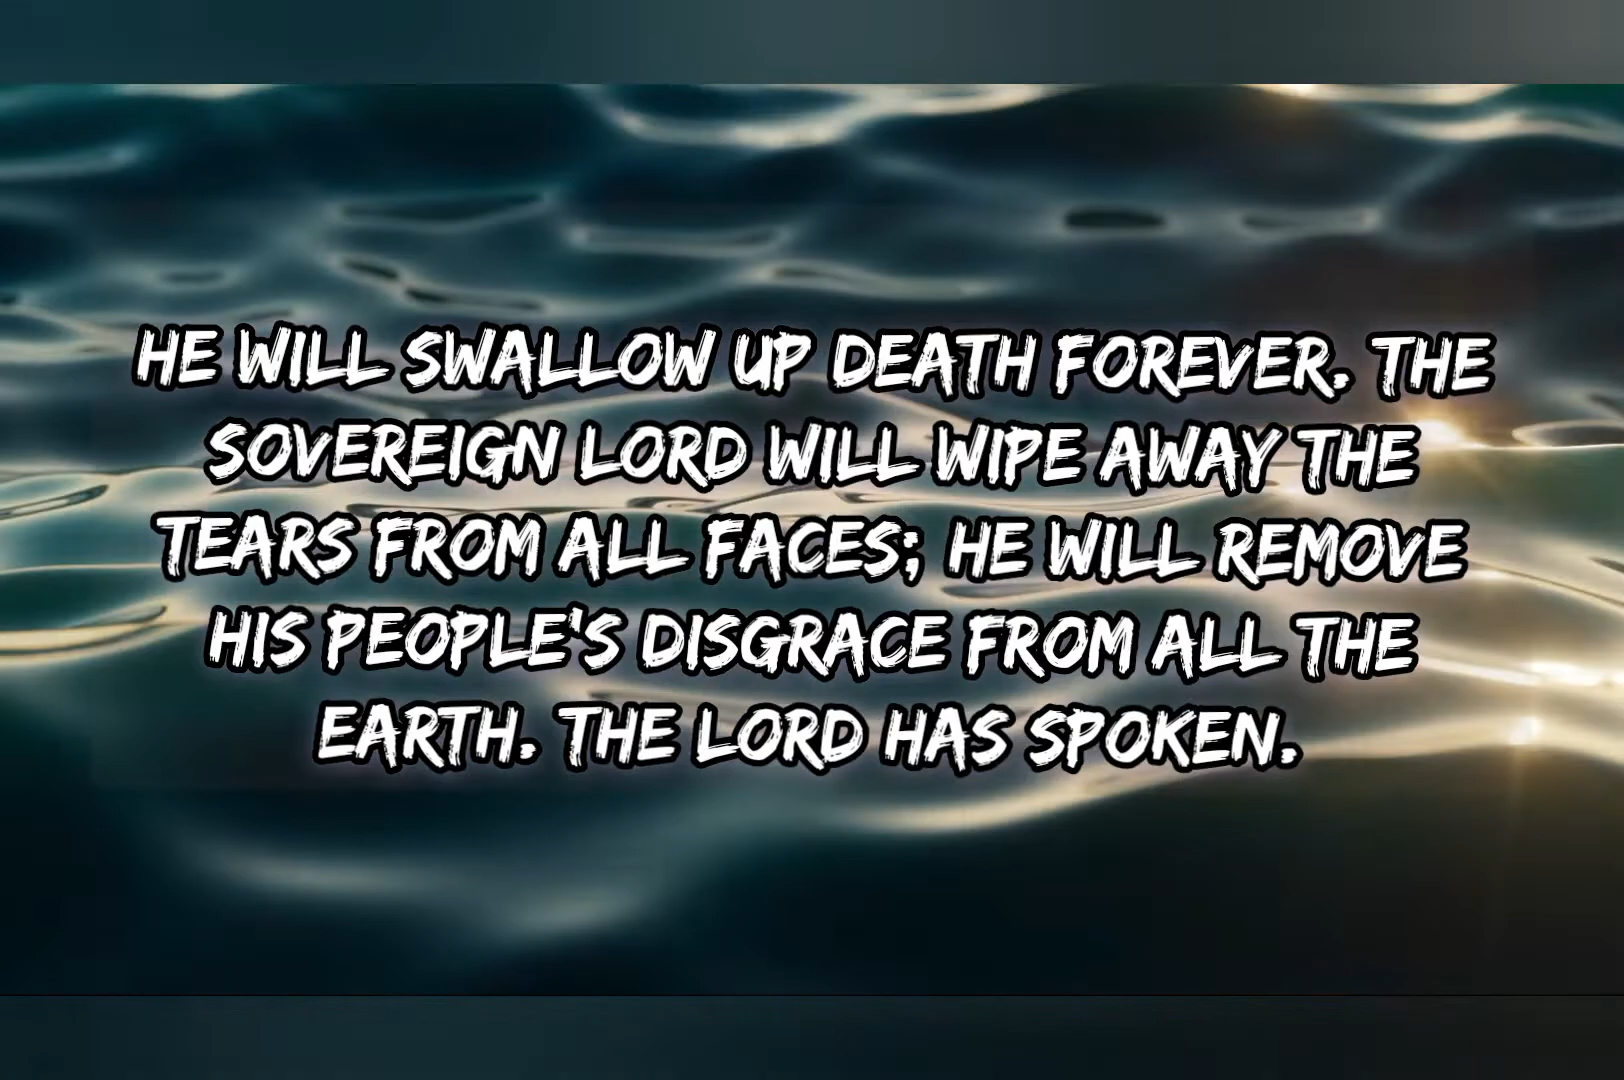 HE WILL SWALLOW UP DEATH FOREVER. THE
SOVEREIGN LORD WILL WIPE AWAY THE
TEARS FROM ALL FACES; HE WILL REMOVE
HIS PEOPLE'S DISGRACE FROM ALL THE
EARTH. THE LORD HAS SPOKEN.